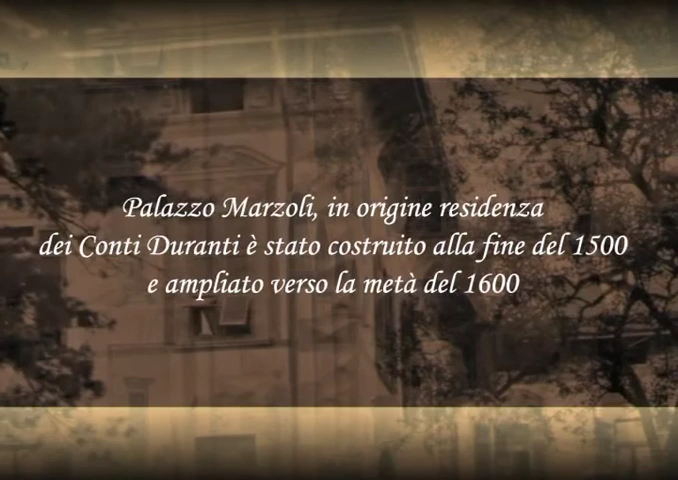 Palazzo Marzoli, in origine residenza
dei Conti Duranti è stato costruito alla fine del 1500
e ampliato verso la metà del 1600